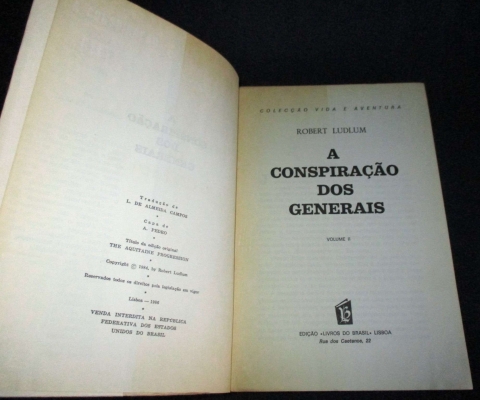 Tradução de
L. DE ALMEIDA CAMPOS
Capa de
A. PEDRO
Título da edição original:
THE AQUITAINE PROGRESSION
Copyright © 1984, by Robert Ludlum
Reservados todos os direitos pela legislação em vigor
Lisboa —
VENDA INTERDITA NA REPÚBLICA
FEDERATIVA DOS ESTADOS
UNIDOS DO BRASIL
COLECÇÃO VIDA E AVENTURA
ROBERT LUDLUM
A
CONSPIRAÇÃO
DOS
GENERAIS
VOLUME II
EDIÇÃO «LIVROS DO BRASIL» LISBOA
Rua dos Caetanos, 22